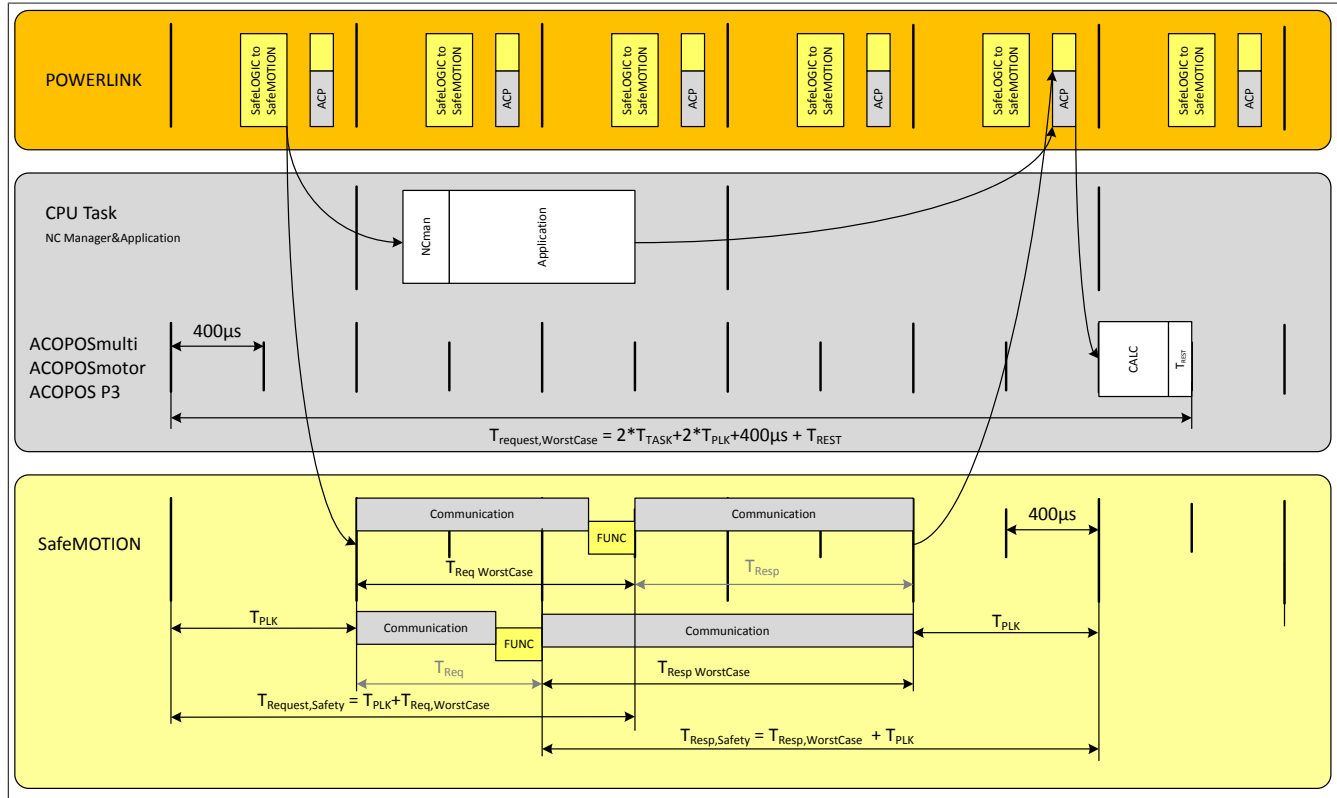 POWERLINK
SafeLOGIC to
SafeMOTION
ACP
SafeLOGIC to
SafeMOTION
ACP
SafeLOGIC to
SafeMOTION
ACP
SafeLOGIC to
SafeMOTION
ACP
SafeLOGIC to
SafeMOTION
ACP
SafeLOGIC to
SafeMOTION
ACP
CPU Task
NC Manager&Application
NCman
Application
ACOPOSmulti
ACOPOSmotor
ACOPOS P3
400µs
CALC
TREST
Trequest,WorstCase = 2*TTASK+2*TPLK+400µs + TREST
SafeMOTION
Communication
FUNC
Communication
400µs
TReq WorstCase
TResp
TPLK
Communication
FUNC
Communication
TPLK
TReq
TResp WorstCase
TRequest,Safety = TPLK+TReq,WorstCase
TResp,Safety = TResp,WorstCase + TPLK